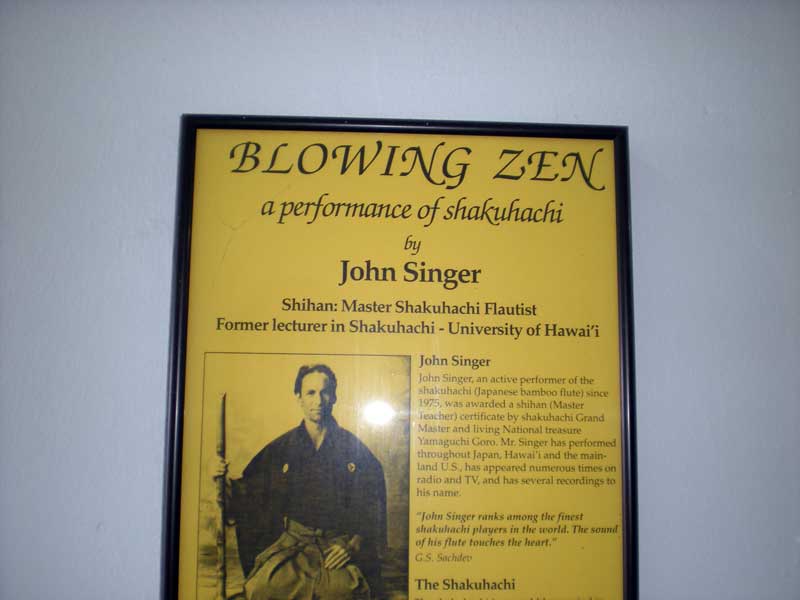 BLOWING ZEN
a performance of shakuhachi
by
John Singer
Shihan: Master Shakuhachi Flautist
Former lecturer in Shakuhachi - University of Hawai'i
John Singer
John Singer, an active performer of the
shakuhachi (Japanese bamboo flute) since
1975, was awarded a shihan (Master
Teacher) certificate by shakuhachi Grand
Master and living National treasure
Yamaguchi Goro. Mr. Singer has performed
throughout Japan, Hawai'i and the main-
land U.S., has appeared numerous times on
radio and TV, and has several recordings to
his name.
"John Singer ranks among the finest
shakuhachi players in the world. The sound
of his flute touches the heart."
G.S. Sachdev
The Shakuhachi